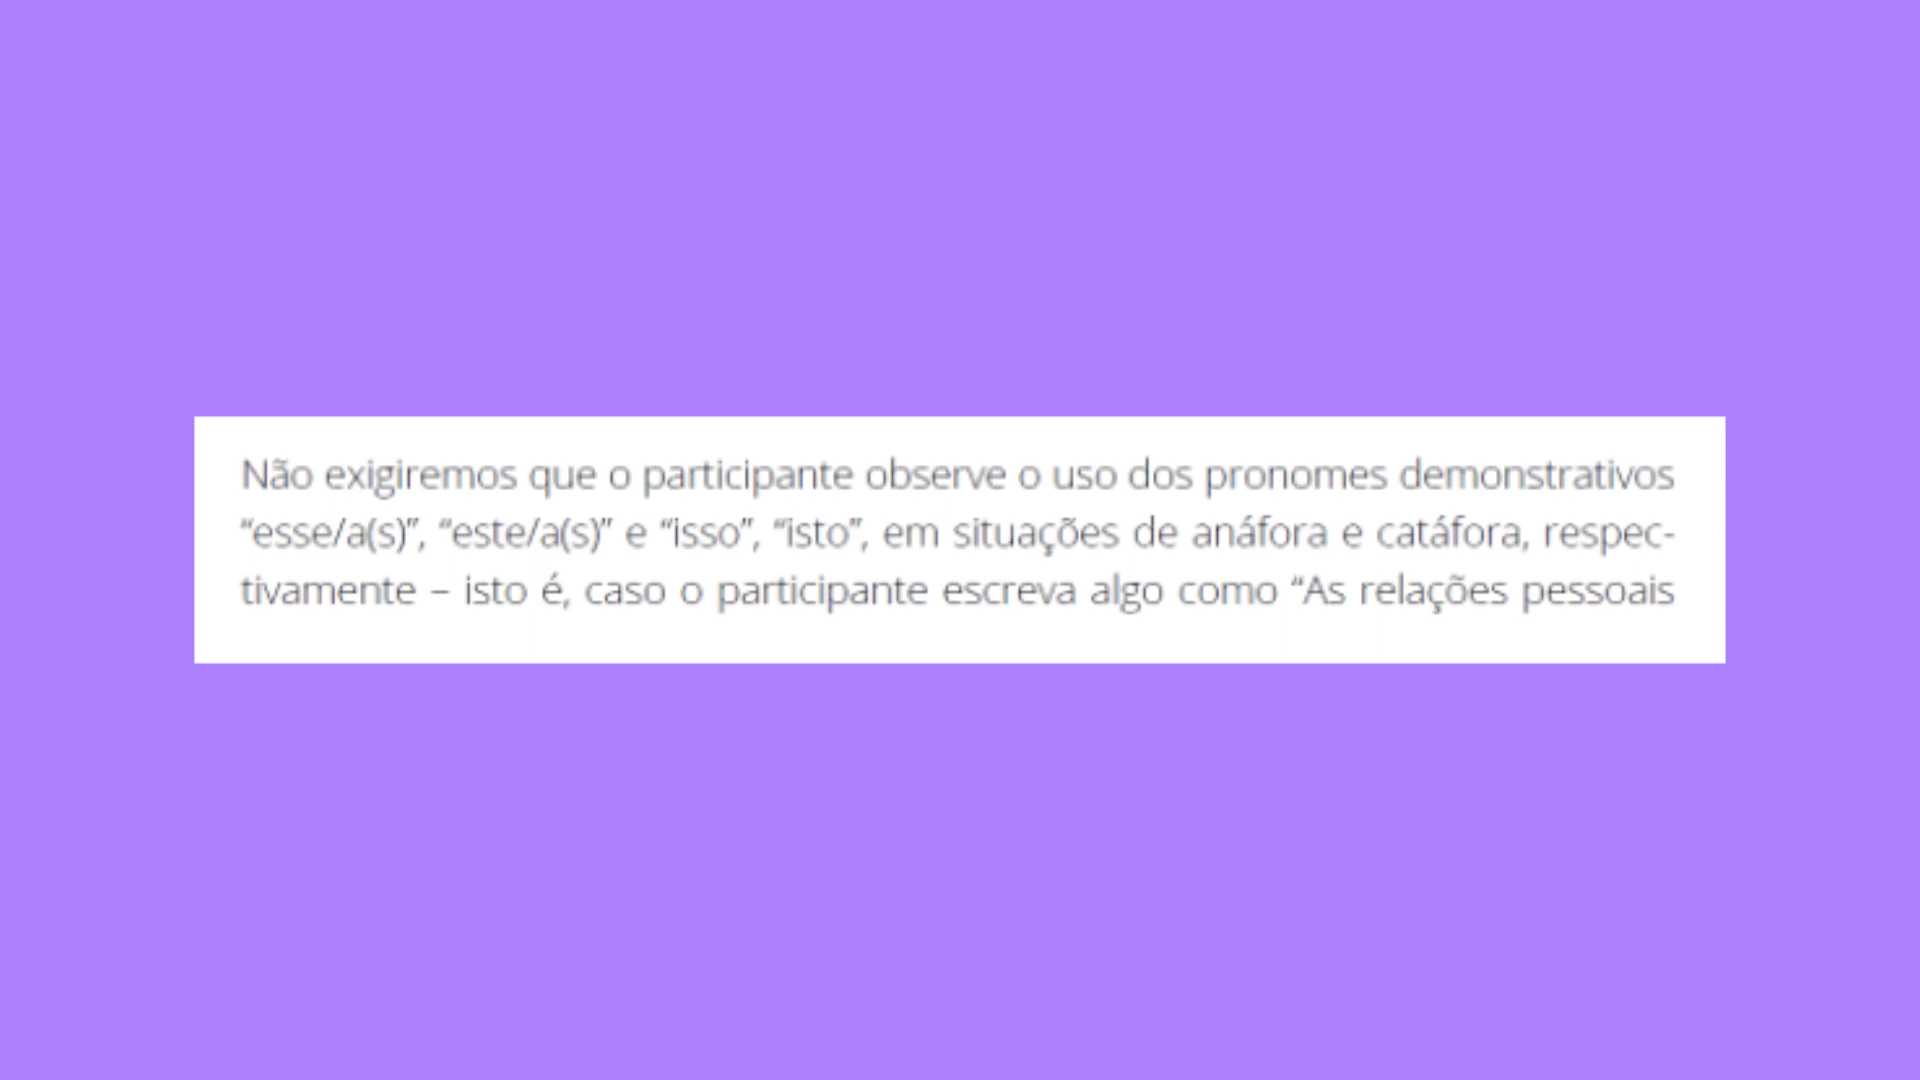 Não exigiremos que o participante observe o uso dos pronomes demonstrativos
“esse/a(s)”, “este/a(s)” e “isso”, “isto”, em situações de anáfora e catáfora, respec-
tivamente – isto é, caso o participante escreva algo como “As relações pessoais